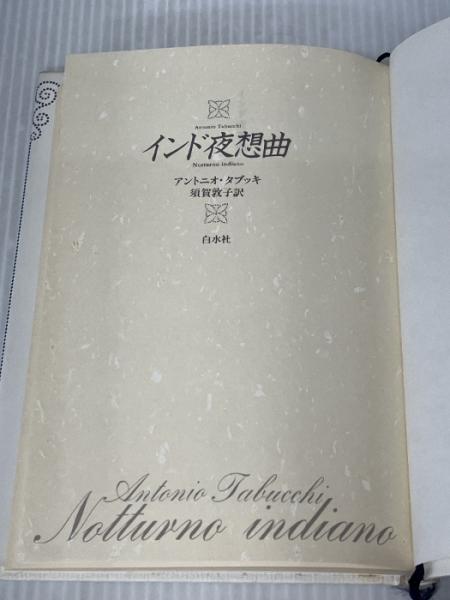 Antonio Tabucchi
インド夜想曲
Notturno indiano
アントニオ・タブッキ
須賀敦子訳
白水社
Antonio Tabucchi
Notturno indiano